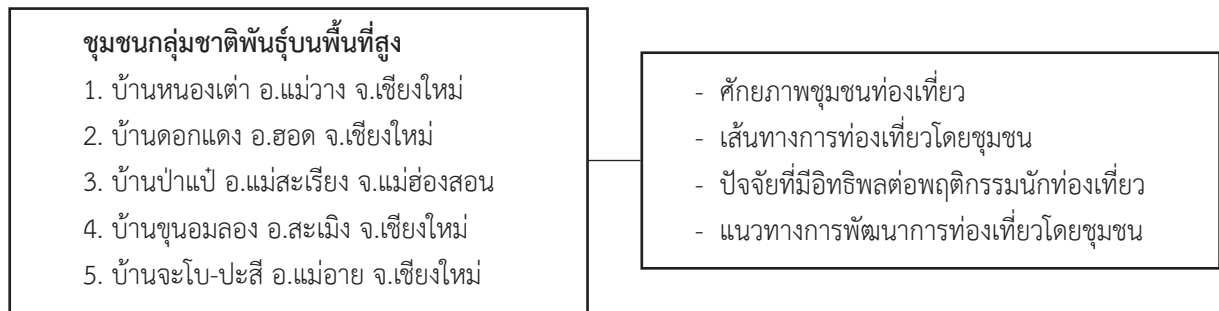 ชุมชนกลุ่มชาติพันธุ์บนพื้นที่สูง
1. บ้านหนองเต่า อ.แม่วาง จ.เชียงใหม่
2. บ้านดอกแดง อ.ฮอด จ.เชียงใหม่
3. บ้านป่าแป๋ อ.แม่สะเรียง จ.แม่ฮ่องสอน
4. บ้านขุนอมลอง อ.สะเมิง จ.เชียงใหม่
5. บ้านจะโบ-ปะสี อ.แม่อาย จ.เชียงใหม่
- ศักยภาพชุมชนท่องเที่ยว
- เส้นทางการท่องเที่ยวโดยชุมชน
- ปัจจัยที่มีอิทธิพลต่อพฤติกรรมนักท่องเที่ยว
- แนวทางการพัฒนาการท่องเที่ยวโดยชุมชน